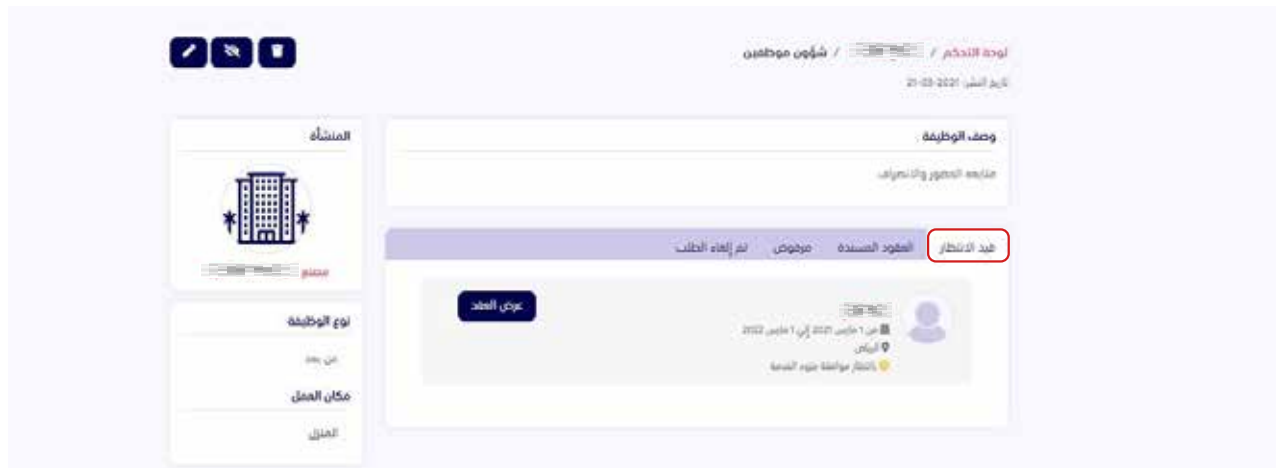 لوحة التحكم / / شؤون موظفين
تاريخ النشر: 2021-03-21
وصف الوظيفة
متابعة الحضور والانصراف
قيد الانتظار
العقود المسندة
مرفوض
تم إلغاء الطلب
عرض العقد
من 1 مارس 2021 إلى 1 مارس 2022
الرياض
بانتظار موافقة مزود الخدمة
المنشأة
مصنع
نوع الوظيفة
عن بعد
مكان العمل
المنزل